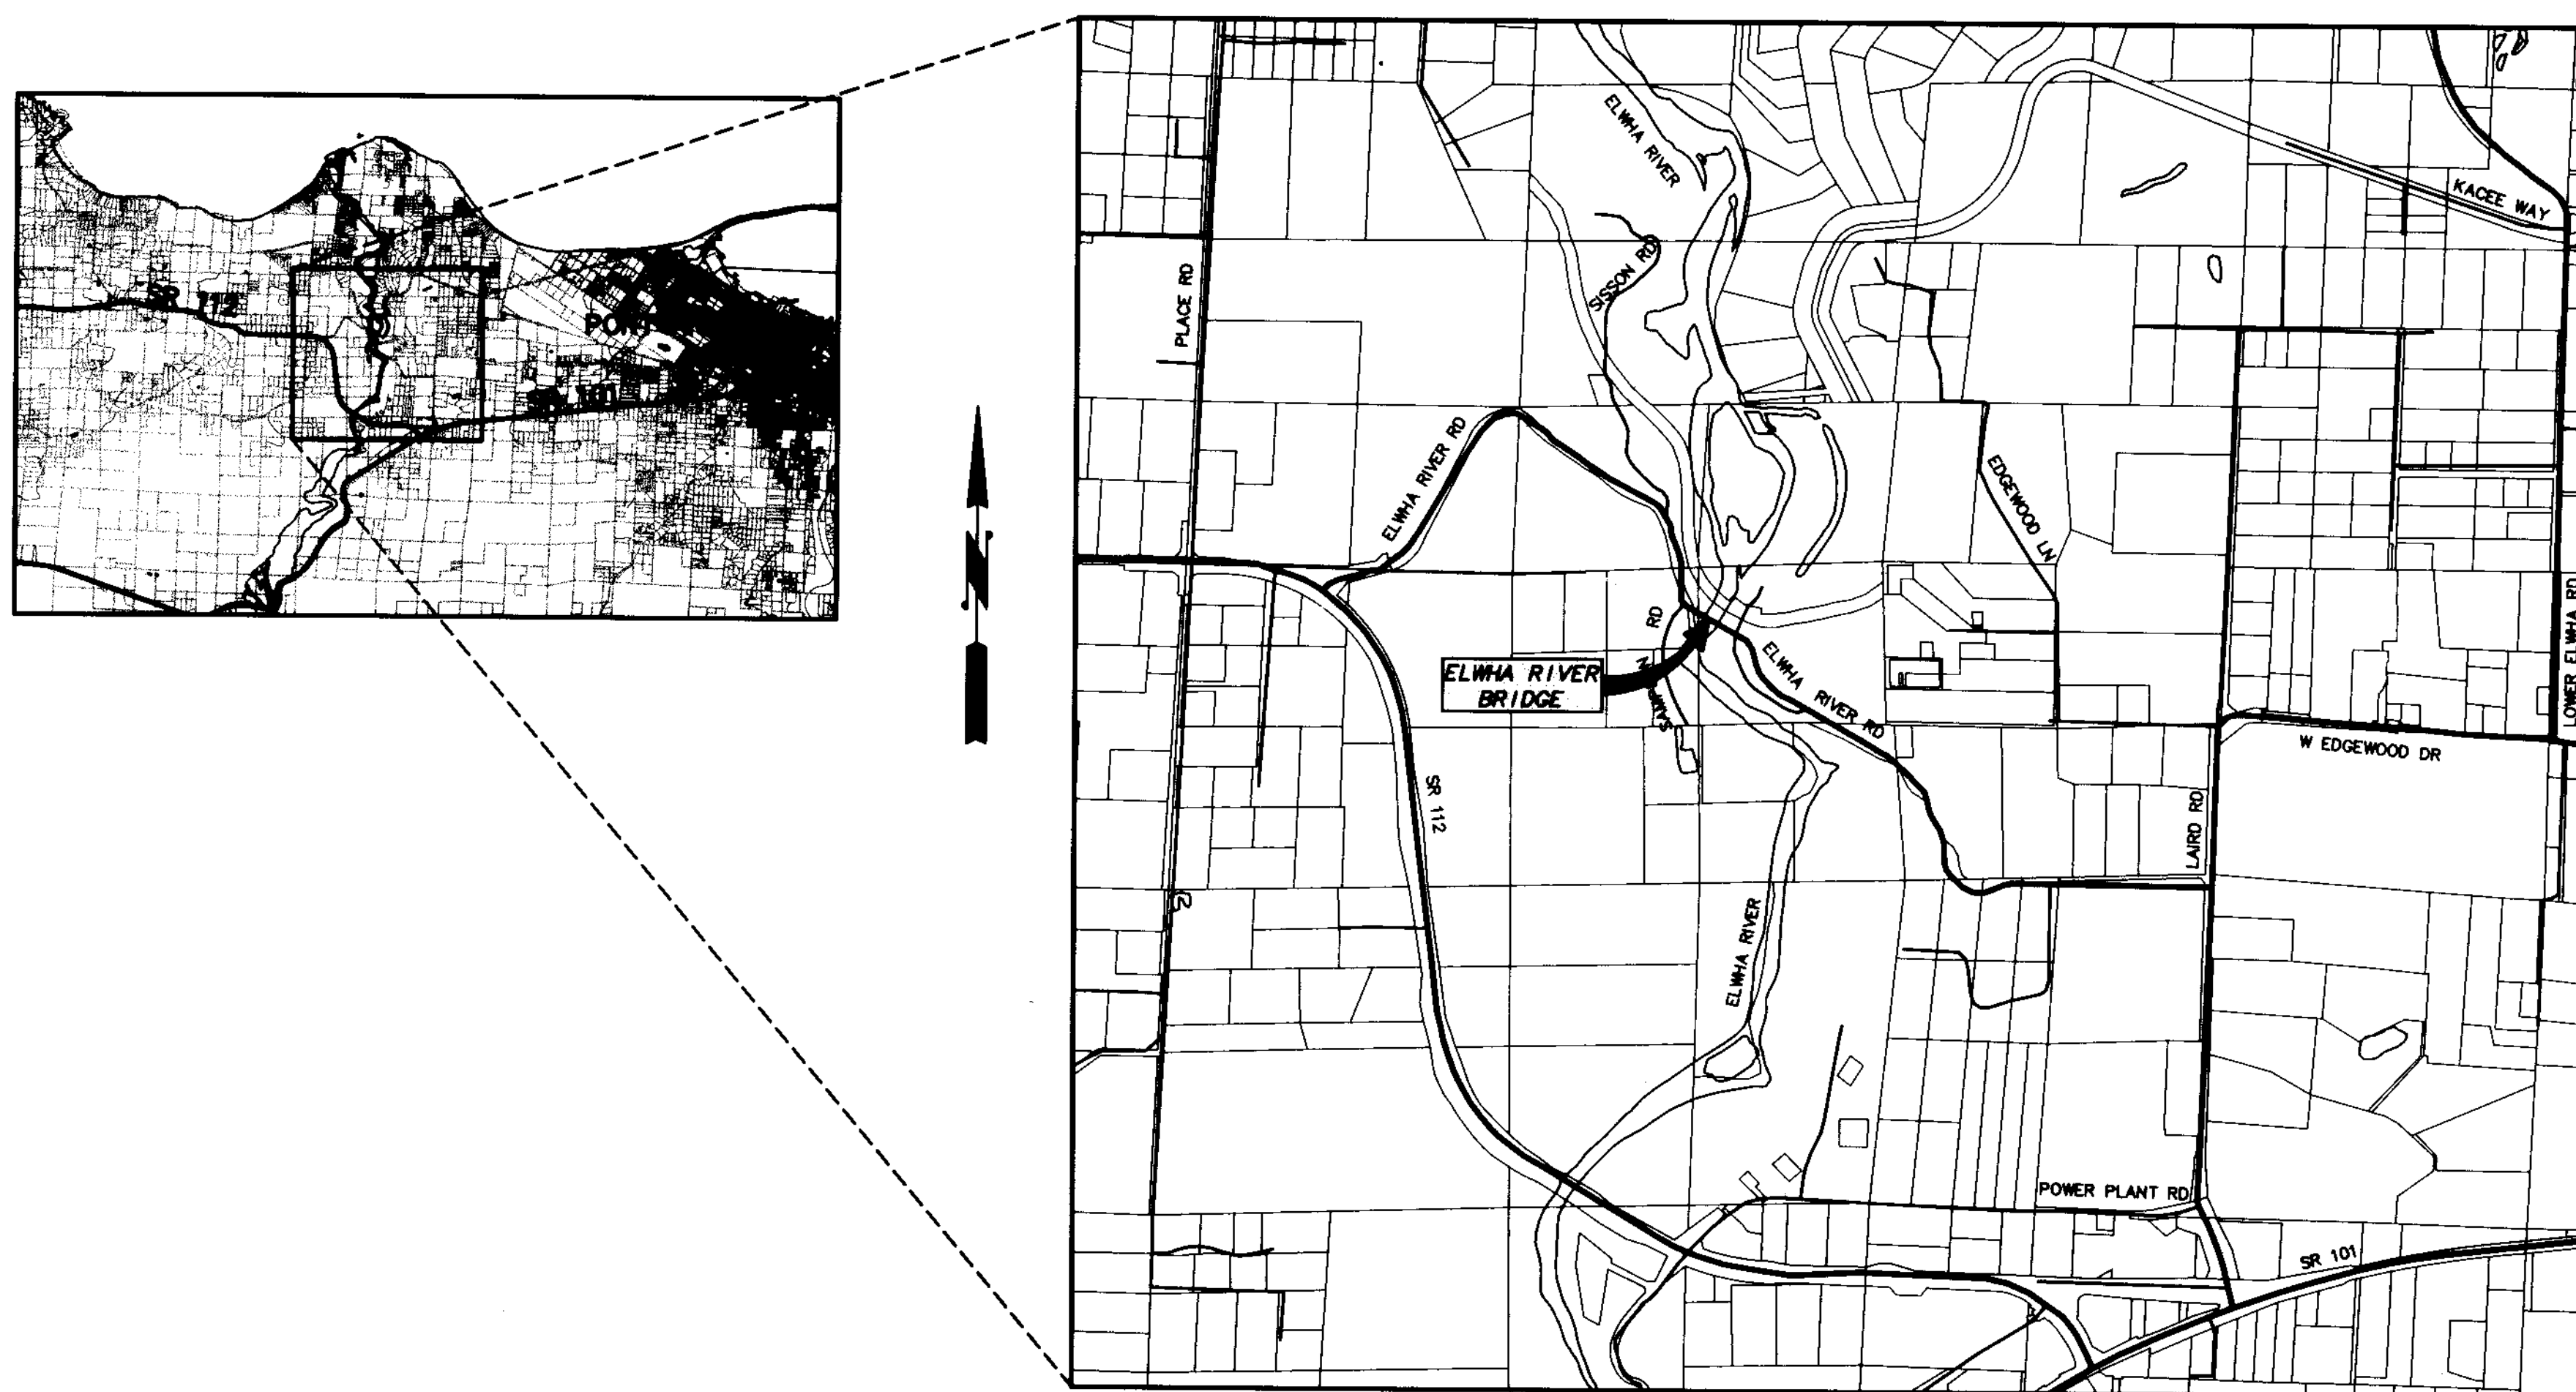 SR 112
PORT
SR 101
N
ELWHA RIVER
KACEE WAY
SISSON RD
PLACE RD
ELWHA RIVER RD
EDGEWOOD LN
LOWER ELWHA RD
RD
ELWHA RIVER
BRIDGE
ELWHA RIVER RD
W EDGEWOOD DR
SR 112
LAIRD RD
ELWHA RIVER
POWER PLANT RD
SR 101